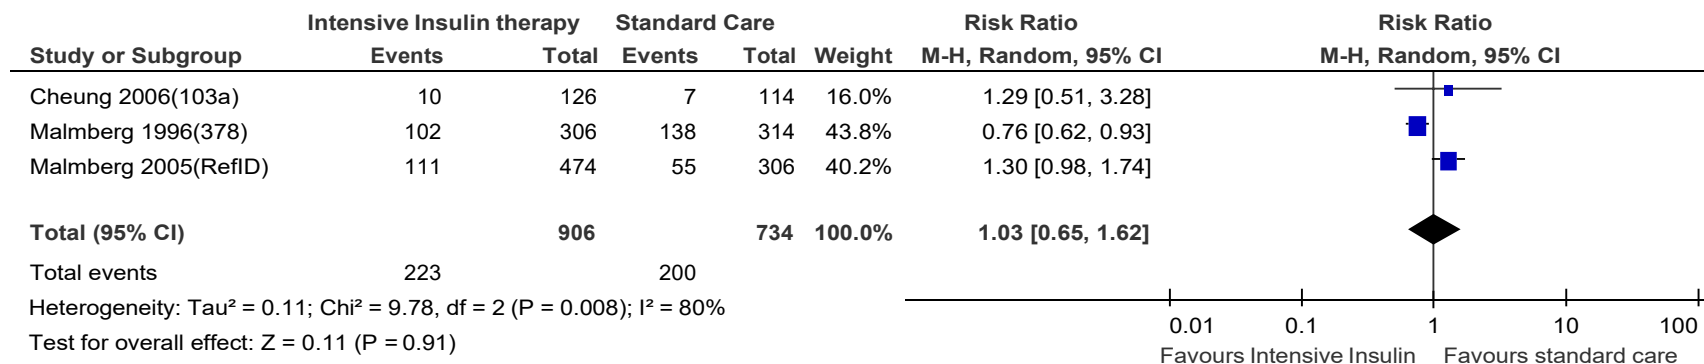 Intensive Insulin therapy Standard Care Risk Ratio Risk Ratio
Study or Subgroup Events Total Events Total Weight M-H, Random, 95% CI M-H, Random, 95% CI
Cheung 2006(103a) 10 126 7 114 16.0% 1.29 [0.51, 3.28]
Malmberg 1996(378) 102 306 138 314 43.8% 0.76 [0.62, 0.93]
Malmberg 2005(RefID) 111 474 55 306 40.2% 1.30 [0.98, 1.74]
Total (95% CI) 906 734 100.0% 1.03 [0.65, 1.62]
Total events 223 200
Heterogeneity: Tau² = 0.11; Chi² = 9.78, df = 2 (P = 0.008); I² = 80%
Test for overall effect: Z = 0.11 (P = 0.91)
0.01 0.1 1 10 100
Favours Intensive Insulin Favours standard care